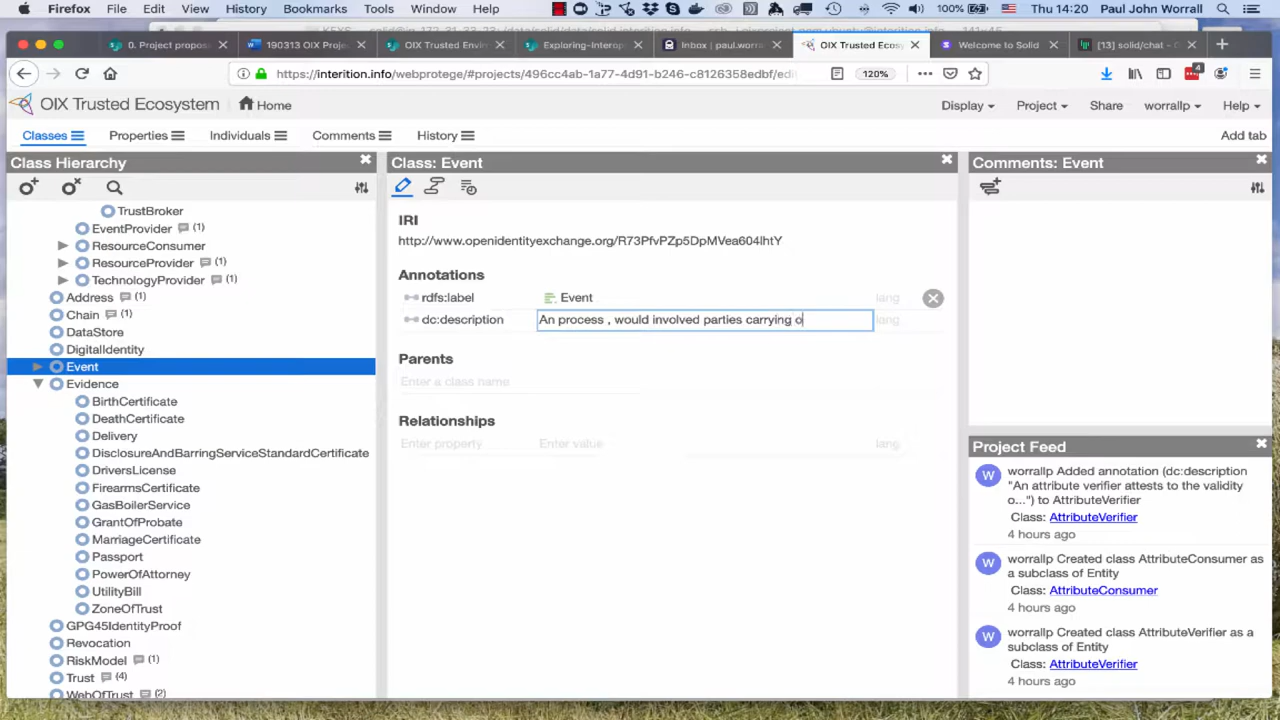 Firefox File Edit View History Bookmarks Tools Window Help 100% Thu 14:20 Paul John Worrall
0. Project propos 190313 OIX Proje OIX Trusted Envi Exploring-Interop Inbox | paul.worra OIX Trusted Ecosy Welcome to Solid [13] solid/chat - D
https://interition.info/webprotege/#projects/496cc4ab-1a77-4d91-b246-c8126358edbf/edi 120% 4
OIX Trusted Ecosystem Home Display Project Share worrallp Help
Classes Properties Individuals Comments History Add tab
Class Hierarchy
TrustBroker
EventProvider (1)
ResourceConsumer
ResourceProvider (1)
TechnologyProvider (1)
Address (1)
Chain (1)
DataStore
DigitalIdentity
Event
Evidence
BirthCertificate
DeathCertificate
Delivery
DisclosureAndBarringServiceStandardCertificate
DriversLicense
FirearmsCertificate
GasBoilerService
GrantOfProbate
MarriageCertificate
Passport
PowerOfAttorney
UtilityBill
ZoneOfTrust
GPG45IdentityProof
Revocation
RiskModel (1)
Trust (4)
WebOfTrust (2)
Class: Event
IRI
http://www.openidentityexchange.org/R73PfvPZp5DpMVea604lhtY
Annotations
rdfs:label Event lang
dc:description An process , would involved parties carrying o lang
Parents
Enter a class name
Relationships
Enter property Enter value lang
Comments: Event
Project Feed
W worrallp Added annotation (dc:description
"An attribute verifier attests to the validity
o...") to AttributeVerifier
Class: AttributeVerifier
4 hours ago
W worrallp Created class AttributeConsumer as
a subclass of Entity
Class: AttributeConsumer
4 hours ago
W worrallp Created class AttributeVerifier as a
subclass of Entity
Class: AttributeVerifier
4 hours ago